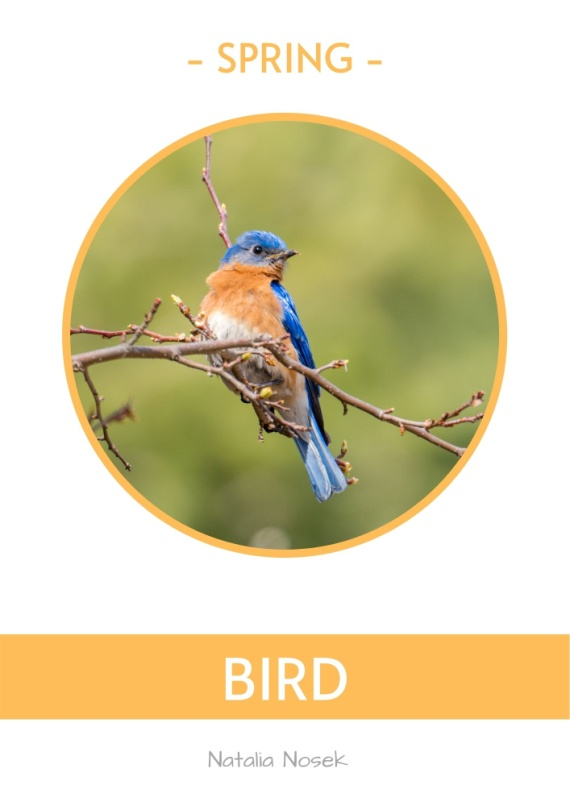 - SPRING -
BIRD
Natalia Nosek